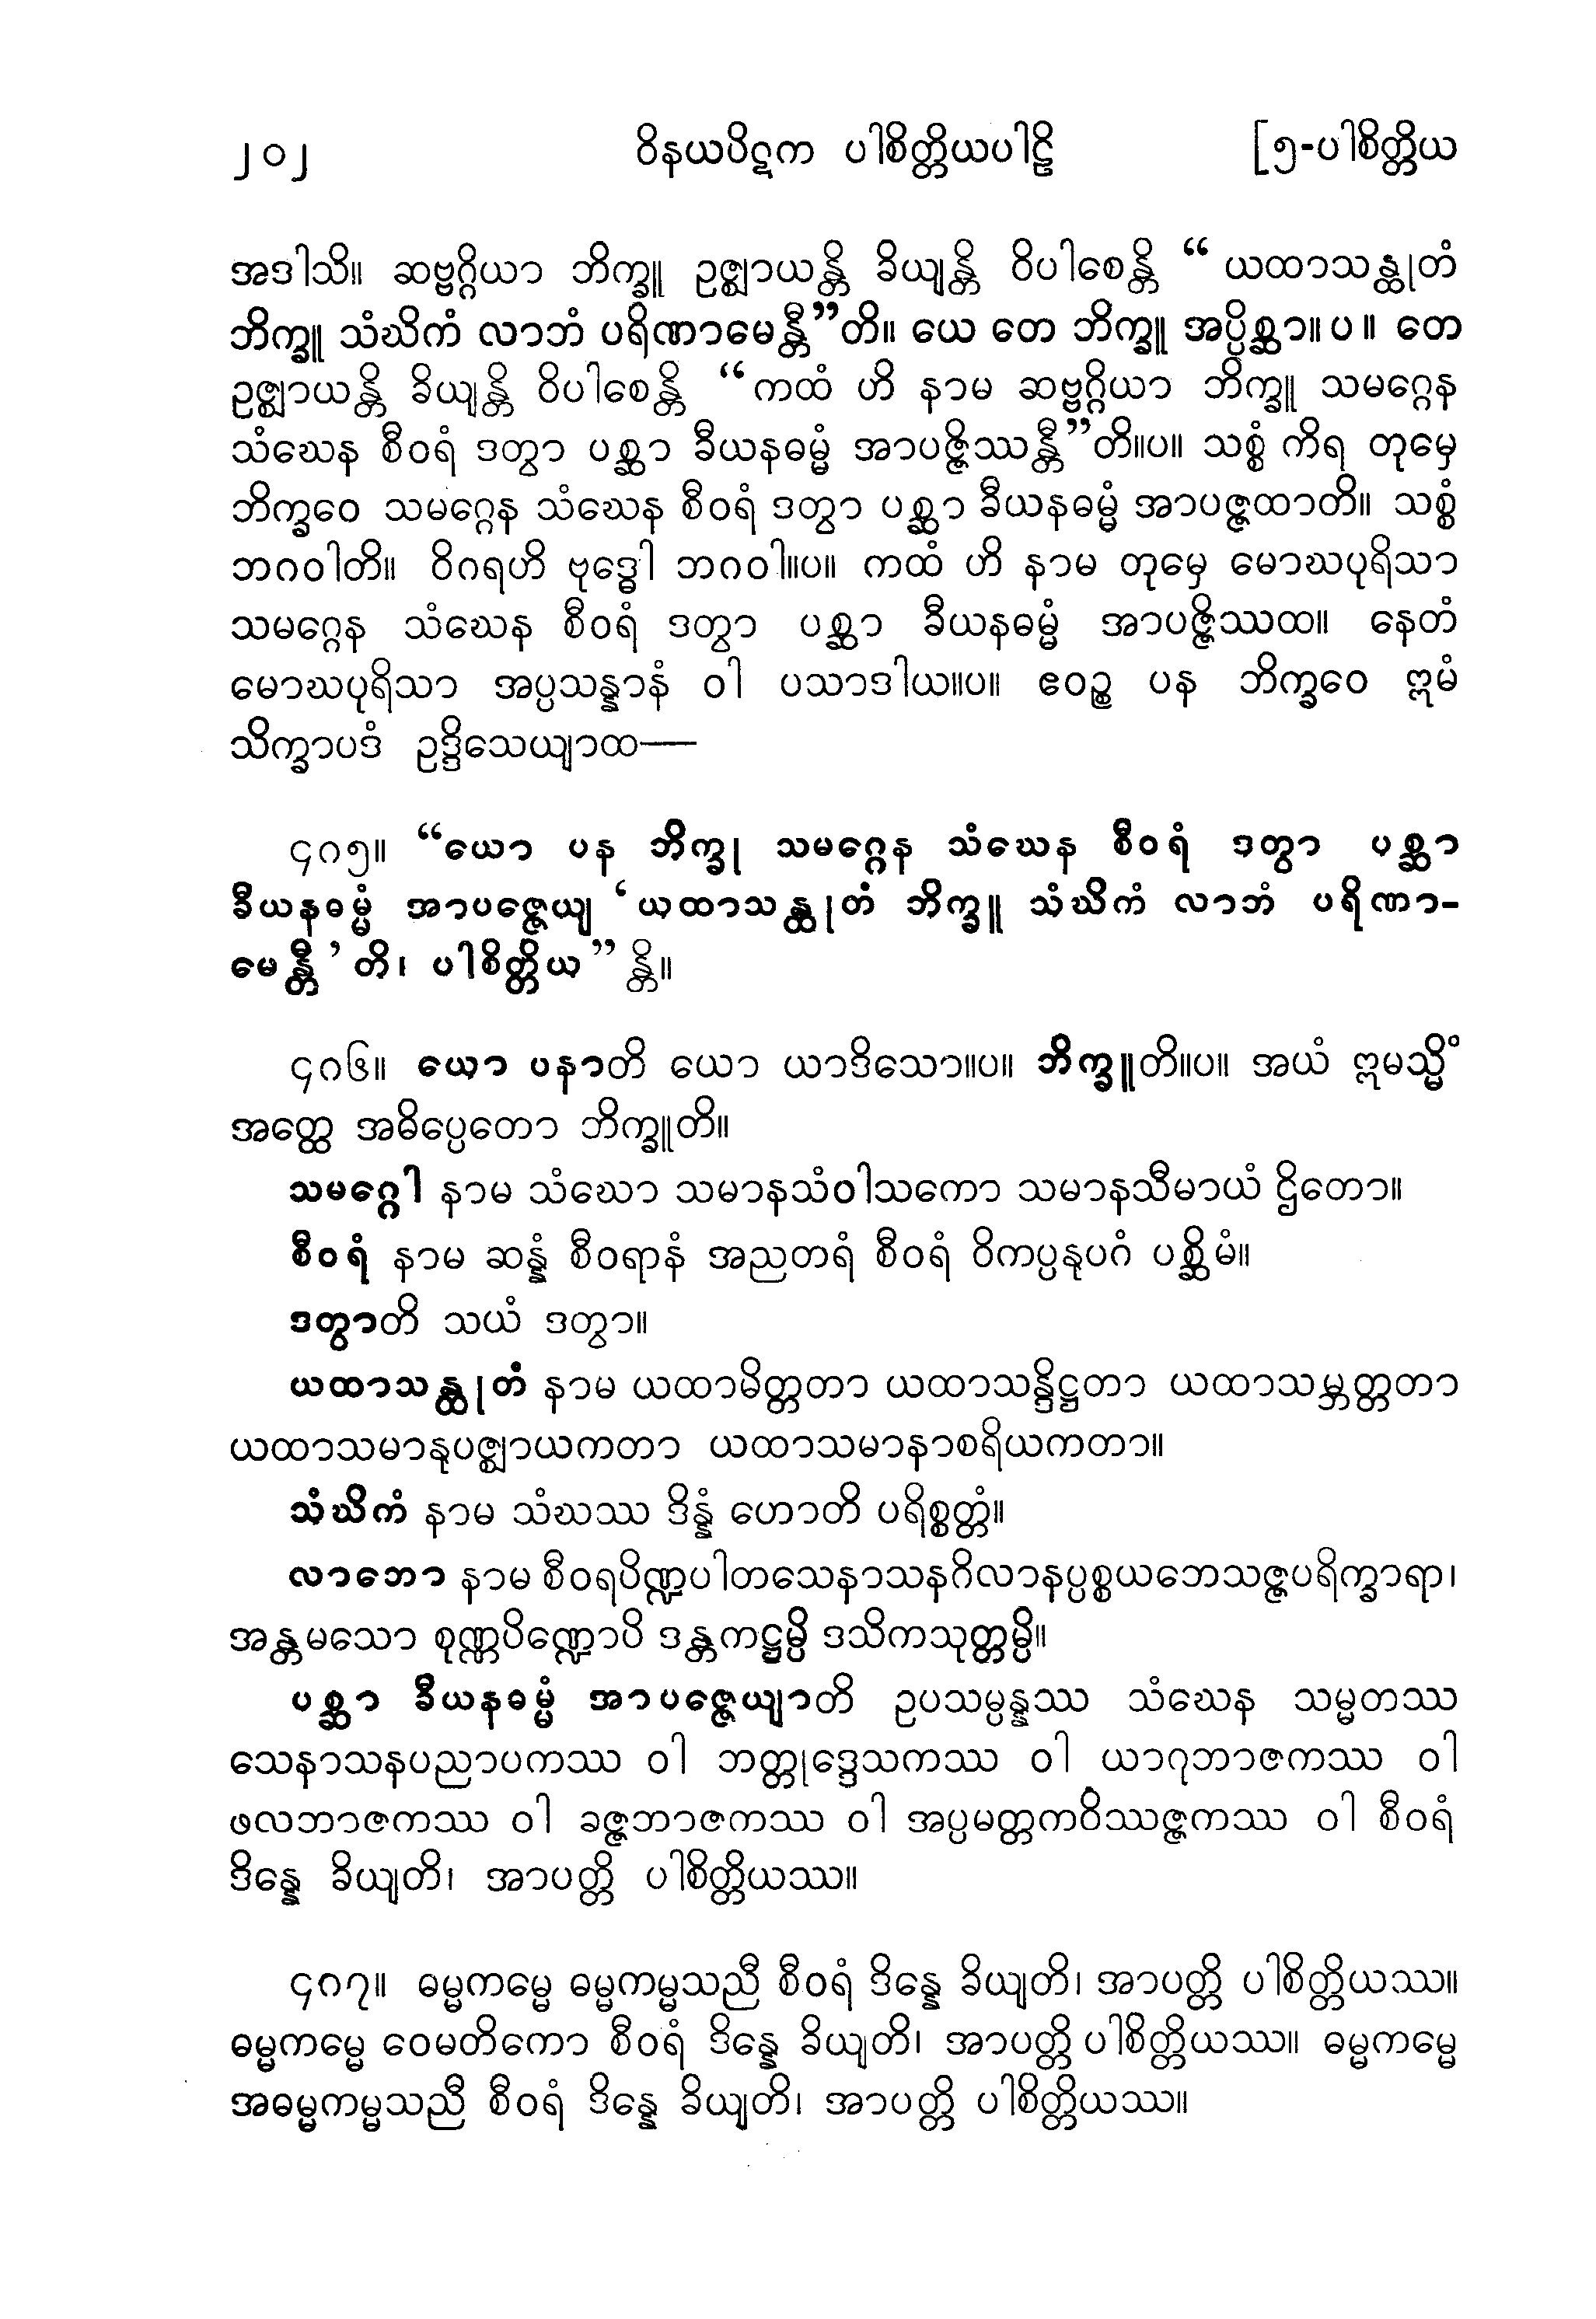 ၂၀၂ ဝိနယပိဋက ပါစိတ္တိယပါဠိ [၅-ပါစိတ္တိယ
အဒါသိ။ ဆဗ္ဗဂ္ဂိယာ ဘိက္ခူ ဥဇ္ဈာယန္တိ ခိယျန္တိ ဝိပါစေန္တိ “ ယထာသန္ထုတံ
ဘိက္ခူ သံဃိကံ လာဘံ ပရိဏာမေန္တီ”တိ။ ယေ တေ ဘိက္ခူ အပ္ပိစ္ဆာ။ ပ ။ တေ
ဥဇ္ဈာယန္တိ ခိယျန္တိ ဝိပါစေန္တိ “ ကထံ ဟိ နာမ ဆဗ္ဗဂ္ဂိယာ ဘိက္ခူ သမဂ္ဂေန
သံဃေန စီဝရံ ဒတွာ ပစ္ဆာ ခီယနဓမ္မံ အာပဇ္ဇိဿန္တီ”တိ။ပ။ သစ္စံ ကိရ တုမှေ
ဘိက္ခဝေ သမဂ္ဂေန သံဃေန စီဝရံ ဒတွာ ပစ္ဆာ ခီယနဓမ္မံ အာပဇ္ဇထာတိ။ သစ္စံ
ဘဂဝါတိ။ ဝိဂရဟိ ဗုဒ္ဓေါ ဘဂဝါ။ပ။ ကထံ ဟိ နာမ တုမှေ မောဃပုရိသာ
သမဂ္ဂေန သံဃေန စီဝရံ ဒတွာ ပစ္ဆာ ခီယနဓမ္မံ အာပဇ္ဇိဿထ။ နေတံ
မောဃပုရိသာ အပ္ပသန္နာနံ ဝါ ပသာဒါယ။ပ။ ဧဝဉ္စ ပန ဘိက္ခဝေ ဣမံ
သိက္ခာပဒံ ဥဒ္ဒိသေယျာထ—
၄၈၅။ “ယော ပန ဘိက္ခု သမဂ္ဂေန သံဃေန စီဝရံ ဒတွာ ပစ္ဆာ
ခီယနဓမ္မံ အာပဇ္ဇေယျ ‘ ယထာသန္ထုတံ ဘိက္ခူ သံဃိကံ လာဘံ ပရိဏာ-
မေန္တီ ’ တိ၊ ပါစိတ္တိယ” န္တိ။
၄၈၆။ ယော ပနာတိ ယော ယာဒိသော။ပ။ ဘိက္ခူတိ။ပ။ အယံ ဣမသ္မိံ
အတ္ထေ အဓိပ္ပေတော ဘိက္ခူတိ။
သမဂ္ဂေါ နာမ သံဃော သမာနသံဝါသကော သမာနသီမာယံ ဌိတော။
စီဝရံ နာမ ဆန္နံ စီဝရာနံ အညတရံ စီဝရံ ဝိကပ္ပနုပဂံ ပစ္ဆိမံ။
ဒတွာတိ သယံ ဒတွာ။
ယထာသန္ထုတံ နာမ ယထာမိတ္တတာ ယထာသန္ဒိဋ္ဌတာ ယထာသမ္ဘတ္တတာ
ယထာသမာနုပဇ္ဈာယကတာ ယထာသမာနာစရိယကတာ။
သံဃိကံ နာမ သံဃဿ ဒိန္နံ ဟောတိ ပရိစ္စတ္တံ။
လာဘော နာမ စီဝရပိဏ္ဍပါတသေနာသနဂိလာနပ္ပစ္စယဘေသဇ္ဇပရိက္ခာရာ၊
အန္တမသော စုဏ္ဏပိဏ္ဍောပိ ဒန္တကဋ္ဌမ္ပိ ဒသိကသုတ္တမ္ပိ။
ပစ္ဆာ ခီယနဓမ္မံ အာပဇ္ဇေယျာတိ ဥပသမ္ပန္နဿ သံဃေန သမ္မတဿ
သေနာသနပညာပကဿ ဝါ ဘတ္တုဒ္ဒေသကဿ ဝါ ယာဂုဘာဇကဿ ဝါ
ဖလဘာဇကဿ ဝါ ခဇ္ဇဘာဇကဿ ဝါ အပ္ပမတ္တကဝိဿဇ္ဇကဿ ဝါ စီဝရံ
ဒိန္နေ ခိယျတိ၊ အာပတ္တိ ပါစိတ္တိယဿ။
၄၈၇။ ဓမ္မကမ္မေ ဓမ္မကမ္မသညီ စီဝရံ ဒိန္နေ ခိယျတိ၊ အာပတ္တိ ပါစိတ္တိယဿ။
ဓမ္မကမ္မေ ဝေမတိကော စီဝရံ ဒိန္နေ ခိယျတိ၊ အာပတ္တိ ပါစိတ္တိယဿ။ ဓမ္မကမ္မေ
အဓမ္မကမ္မသညီ စီဝရံ ဒိန္နေ ခိယျတိ၊ အာပတ္တိ ပါစိတ္တိယဿ။